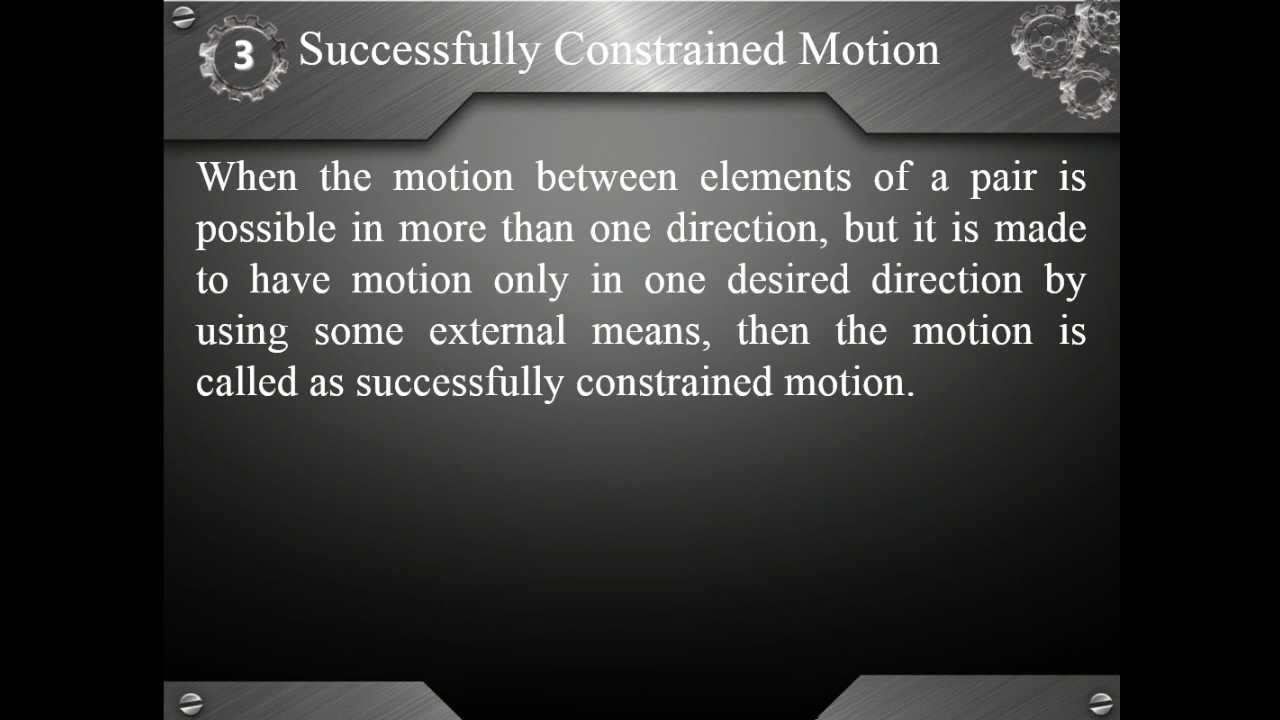 3
Successfully Constrained Motion
When the motion between elements of a pair is
possible in more than one direction, but it is made
to have motion only in one desired direction by
using some external means, then the motion is
called as successfully constrained motion.